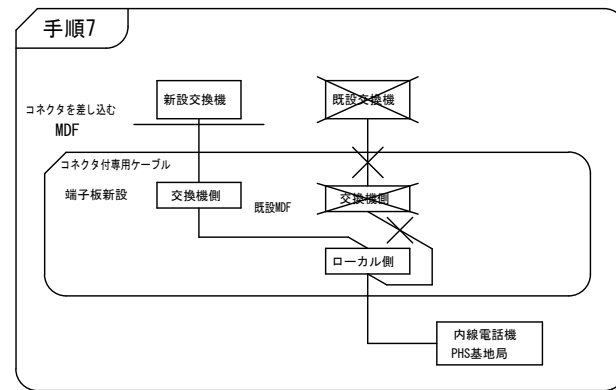 手順7
新設交換機
既設交換機
コネクタを差し込む
MDF
コネクタ付専用ケーブル
端子板新設
交換機側
既設MDF
交換機側
ローカル側
内線電話機
PHS基地局